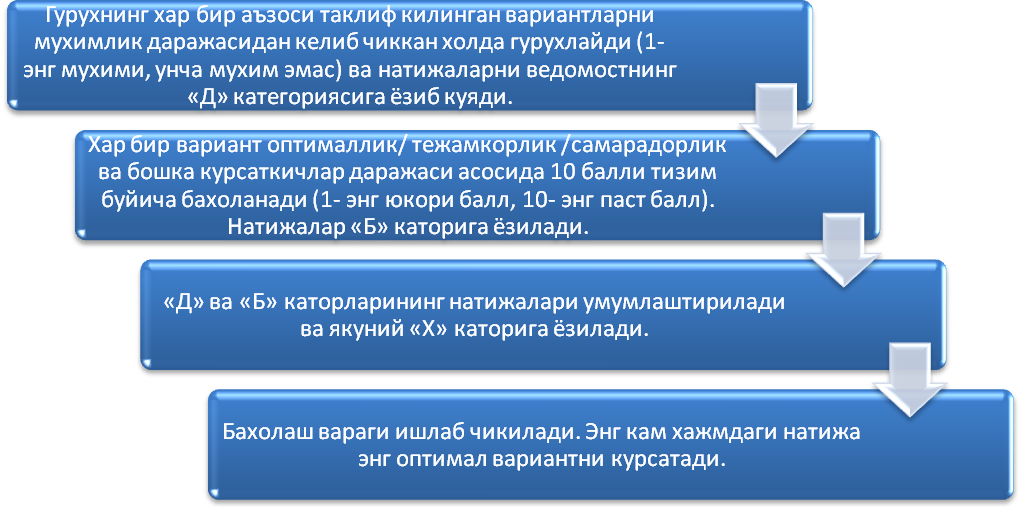 Гурухнинг хар бир аъзоси таклиф килинган вариантларни
мухимлик даражасидан келиб чиккан холда гурухлайди (1-
энг мухими, унча мухим эмас) ва натижаларни ведомостнинг
«Д» категориясига ёзиб куяди.
Хар бир вариант оптималлик/ тежамкорлик /самарадорлик
ва бошка курсаткичлар даражаси асосида 10 балли тизим
буйича бахоланади (1- энг юкори балл, 10- энг паст балл).
Натижалар «Б» каторига ёзилади.
«Д» ва «Б» каторларининг натижалари умумлаштирилади
ва якуний «Х» каторига ёзилади.
Бахолаш вараги ишлаб чикилади. Энг кам хажмдаги натижа
энг оптимал вариантни курсатади.